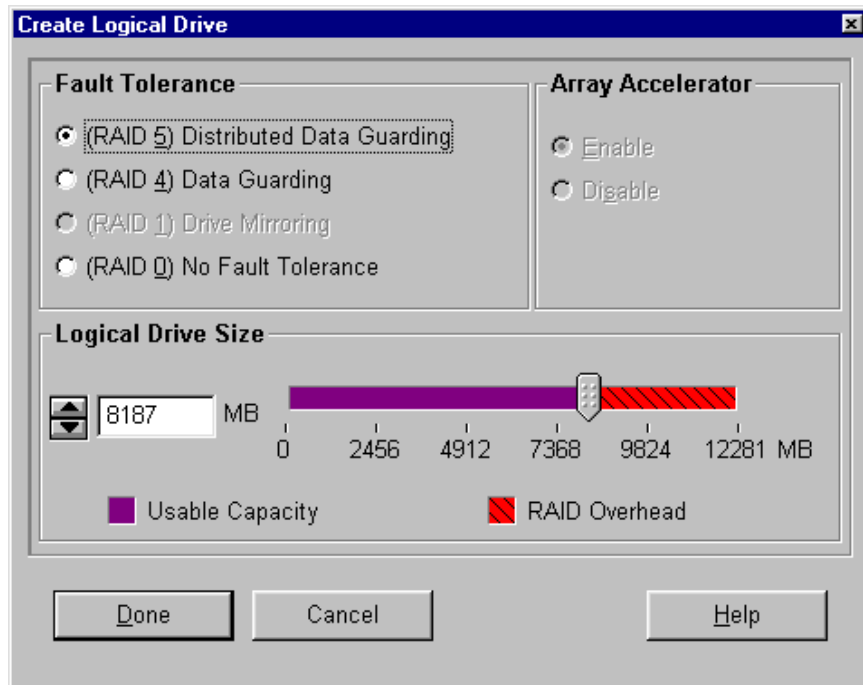 Create Logical Drive
Fault Tolerance
(RAID 5) Distributed Data Guarding
(RAID 4) Data Guarding
(RAID 1) Drive Mirroring
(RAID 0) No Fault Tolerance
Array Accelerator
Enable
Disable
Logical Drive Size
8187 MB
0 2456 4912 7368 9824 12281 MB
Usable Capacity RAID Overhead
Done Cancel Help